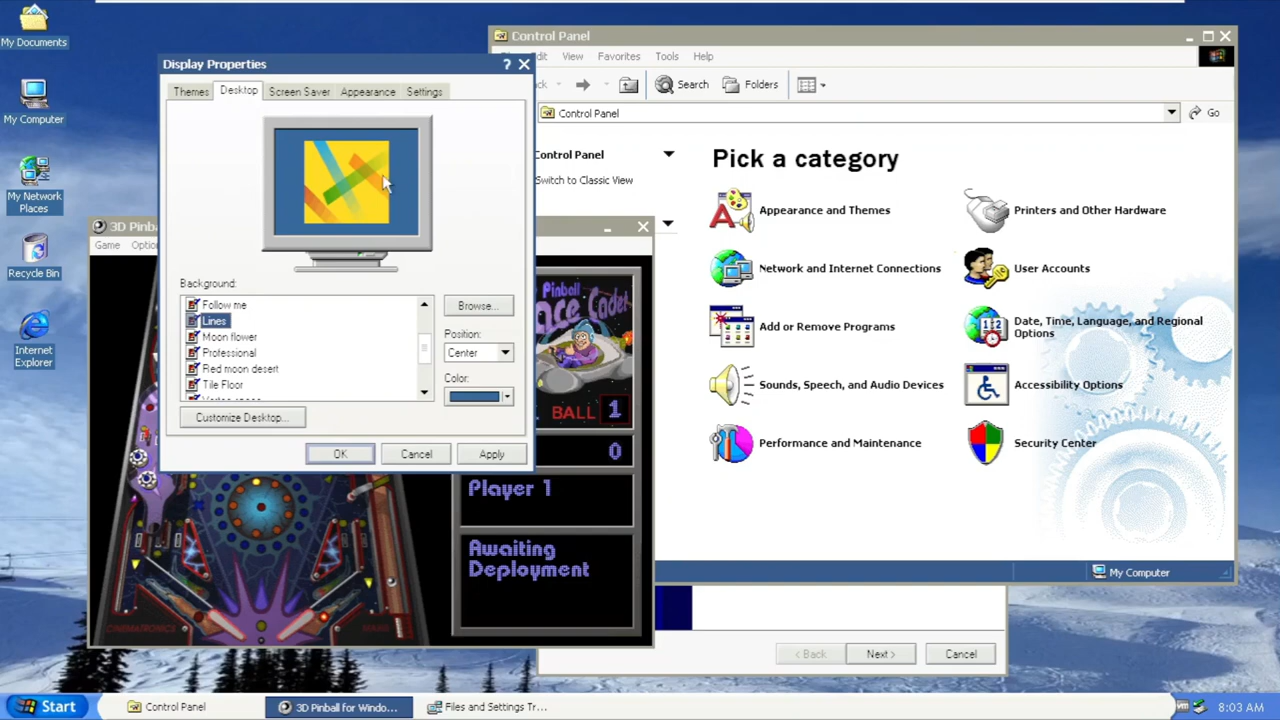 My Documents
My Computer
My Network
Places
Recycle Bin
Internet
Explorer
Display Properties
Themes
Desktop
Screen Saver
Appearance
Settings
Background:
Follow me
Lines
Moon flower
Professional
Red moon desert
Tile Floor
Browse...
Position:
Center
Color:
Customize Desktop...
OK
Cancel
Apply
3D Pinba
Game
Optio
Pinball
ace Cadet
BALL 1
0
Player 1
Awaiting
Deployment
CINEMATRONICS
Control Panel
dit
View
Favorites
Tools
Help
ck
Search
Folders
Control Panel
Go
Control Panel
Switch to Classic View
Pick a category
Appearance and Themes
Printers and Other Hardware
Network and Internet Connections
User Accounts
Add or Remove Programs
Date, Time, Language, and Regional
Options
Sounds, Speech, and Audio Devices
Accessibility Options
Performance and Maintenance
Security Center
My Computer
< Back
Next >
Cancel
Start
Control Panel
3D Pinball for Windo...
Files and Settings Tr...
8:03 AM